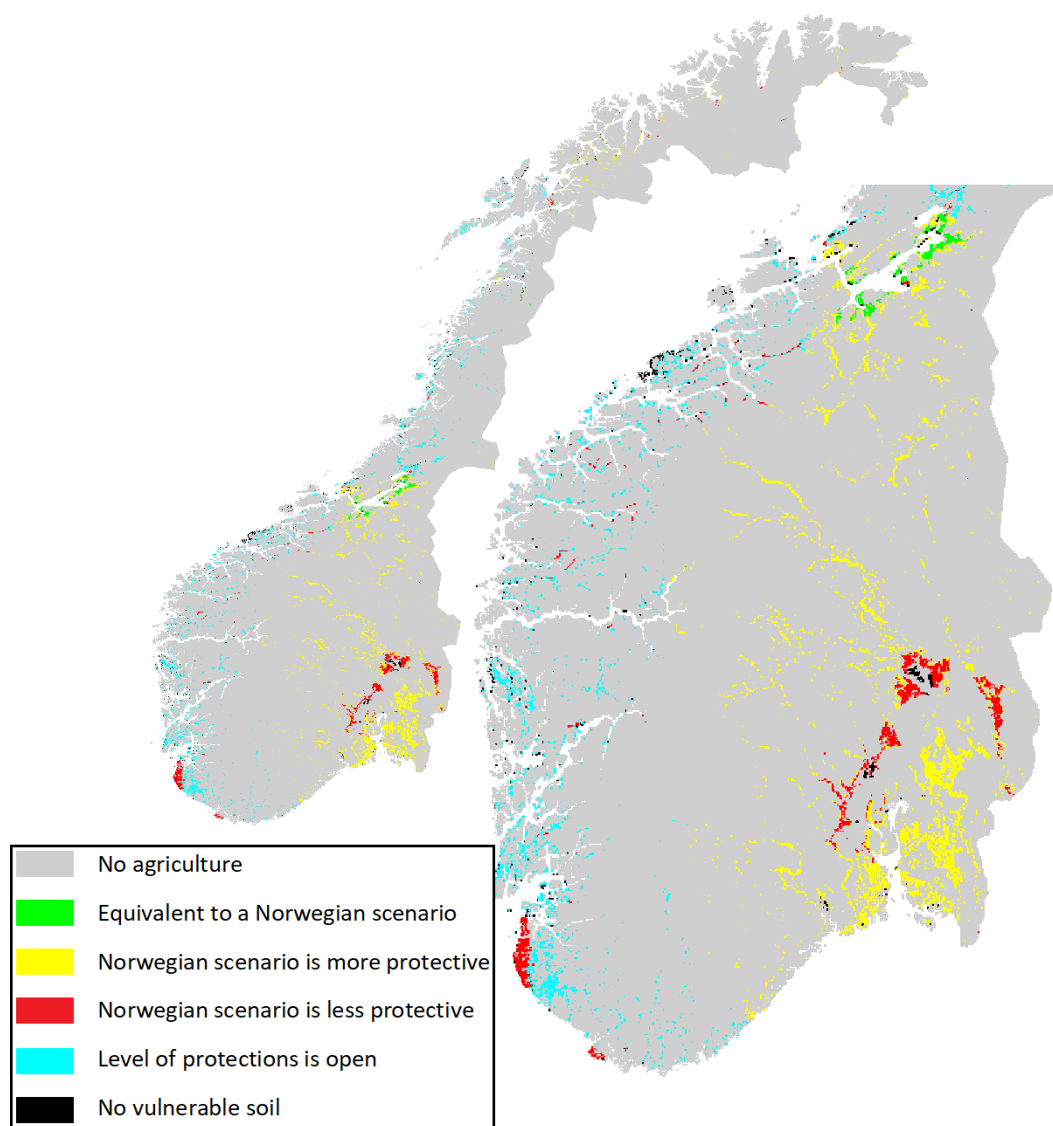 No agriculture
Equivalent to a Norwegian scenario
Norwegian scenario is more protective
Norwegian scenario is less protective
Level of protections is open
No vulnerable soil